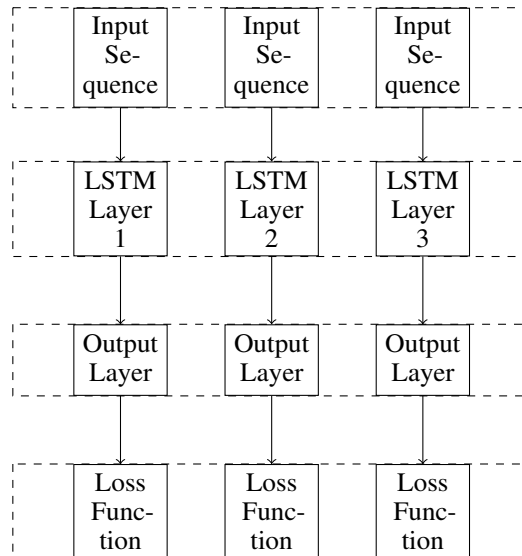 Input
Se-
quence
Input
Se-
quence
Input
Se-
quence
LSTM
Layer
1
LSTM
Layer
2
LSTM
Layer
3
Output
Layer
Output
Layer
Output
Layer
Loss
Func-
tion
Loss
Func-
tion
Loss
Func-
tion